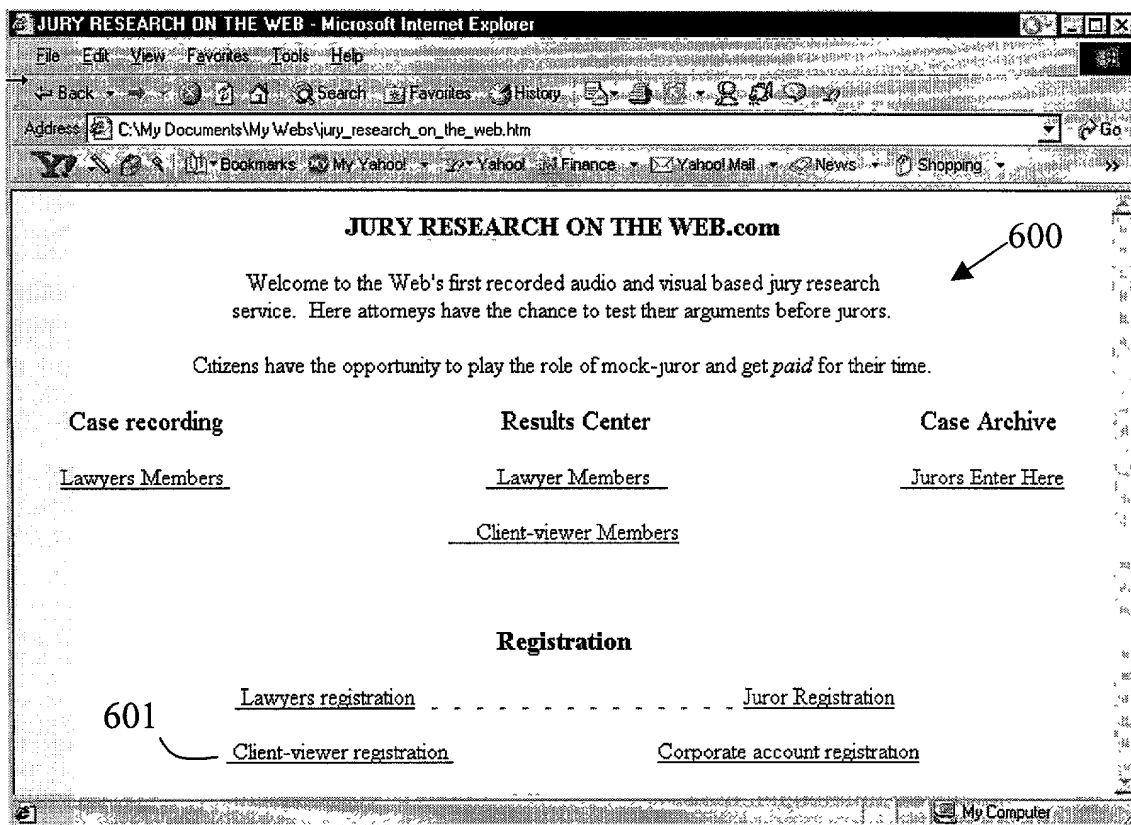 JURY RESEARCH ON THE WEB - Microsoft Internet Explorer
File Edit View Favorites Tools Help
Back Search Favorites History
Address C:\My Documents\My Webs\jury_research_on_the_web.htm Go
Y! Bookmarks My Yahoo! Yahoo! Finance Yahoo! Mail News Shopping »
JURY RESEARCH ON THE WEB.com
600
Welcome to the Web's first recorded audio and visual based jury research
service. Here attorneys have the chance to test their arguments before jurors.
Citizens have the opportunity to play the role of mock-juror and get paid for their time.
Case recording Results Center Case Archive
Lawyers Members Lawyer Members Jurors Enter Here
Client-viewer Members
Registration
Lawyers registration Juror Registration
601
Client-viewer registration Corporate account registration
My Computer